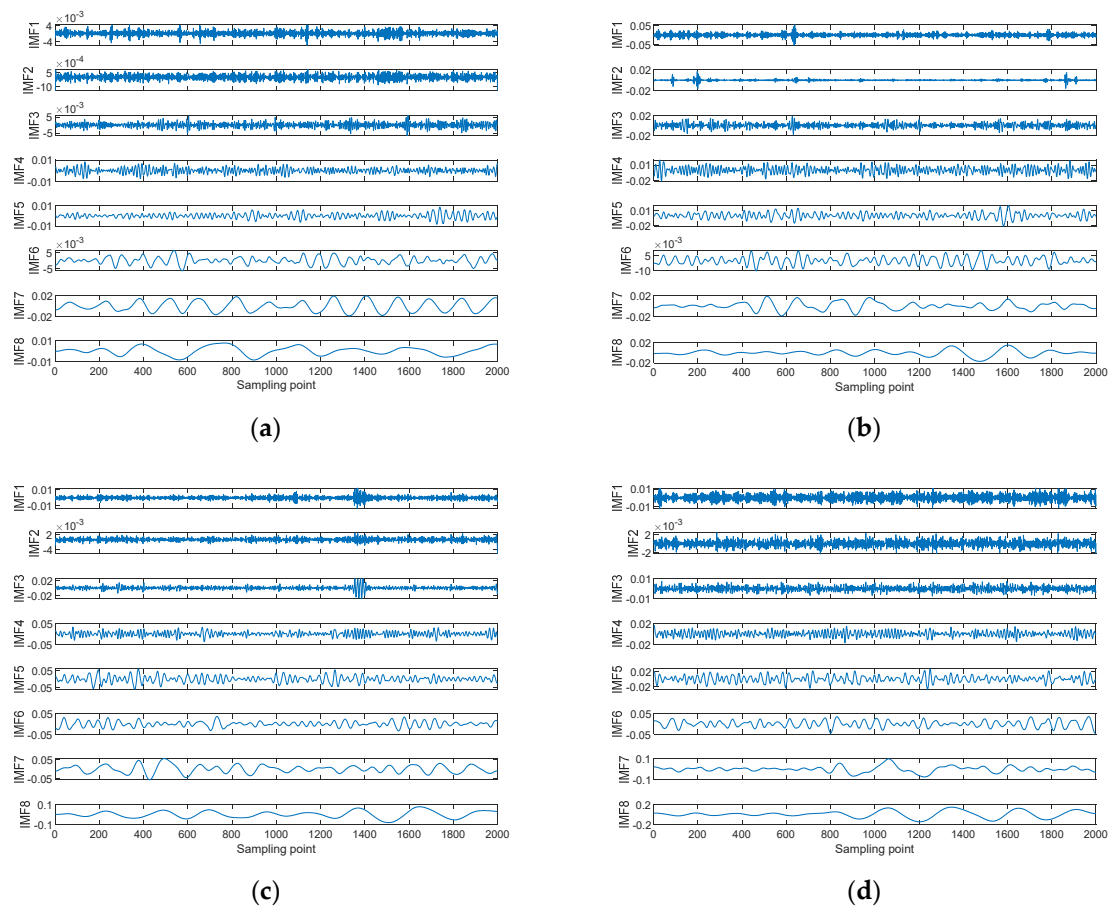 ×10⁻³
IMF1 4 -4
×10⁻⁴
IMF2 5 -10
×10⁻³
IMF3 5 -5
IMF4 0.01 -0.01
IMF5 0.01 -0.01
×10⁻³
IMF6 5 -5
IMF7 0.02 -0.02
IMF8 0.01 -0.01
0 200 400 600 800 1000 1200 1400 1600 1800 2000
Sampling point
(a)
IMF1 0.05 -0.05
IMF2 0.02 -0.02
IMF3 0.02 -0.02
IMF4 0.01 -0.02
IMF5 0.01 -0.02
×10⁻³
IMF6 5 -10
IMF7 0.02 -0.02
IMF8 0.02 -0.02
0 200 400 600 800 1000 1200 1400 1600 1800 2000
Sampling point
(b)
IMF1 0.01 -0.01
×10⁻³
IMF2 2 -4
IMF3 0.02 -0.02
IMF4 0.05 -0.05
IMF5 0.05 -0.05
IMF6 0.05 -0.05
IMF7 0.05 -0.05
IMF8 0.1 -0.1
0 200 400 600 800 1000 1200 1400 1600 1800 2000
Sampling point
(c)
IMF1 0.01 -0.01
×10⁻³
IMF2 2 -2
IMF3 0.01 -0.01
IMF4 0.02 -0.02
IMF5 0.02 -0.02
IMF6 0.05 -0.05
IMF7 0.1 -0.1
IMF8 0.2 -0.2
0 200 400 600 800 1000 1200 1400 1600 1800 2000
Sampling point
(d)